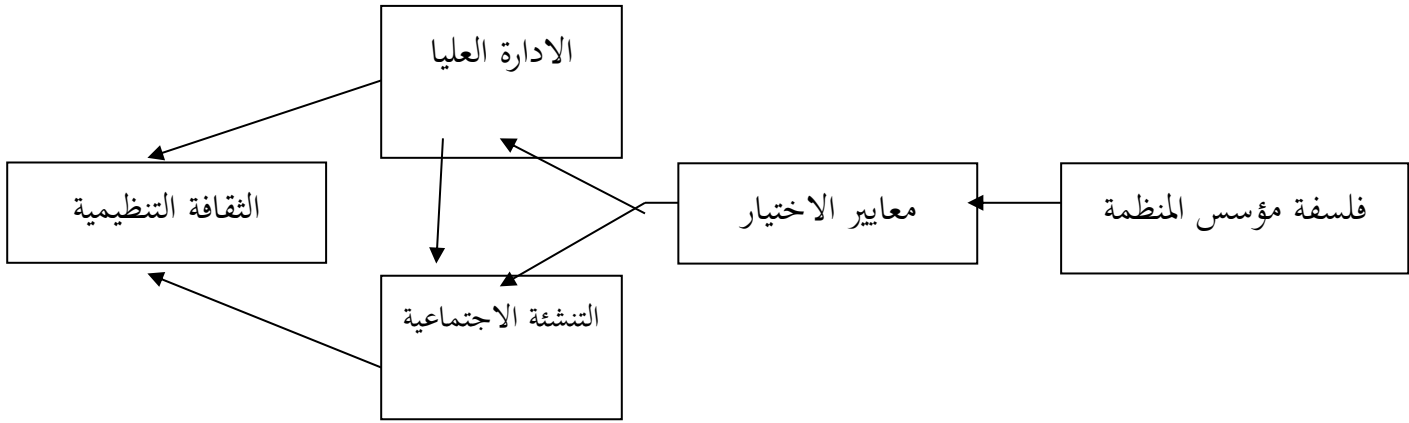 الادارة العليا
فلسفة مؤسس المنظمة
معايير الاختيار
الثقافة التنظيمية
التنشئة الاجتماعية